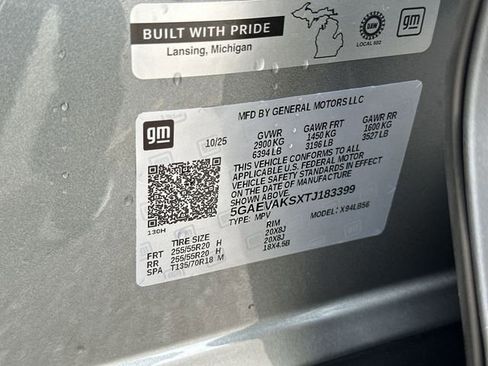 BUILT WITH PRIDE
Lansing, Michigan
UAW
LOCAL 602
gm
gm
MFD BY GENERAL MOTORS LLC
10/25
GVWR GAWR FRT GAWR RR
2900 KG 1450 KG 1600 KG
6394 LB 3196 LB 3527 LB
THIS VEHICLE CONFORMS TO ALL
APPLICABLE U.S. FEDERAL MOTOR
VEHICLE SAFETY STANDARDS IN EFFECT
ON THE DATE OF MANUFACTURE
SHOWN ABOVE.
5GAEVAKSXTJ183399
TYPE: MPV MODEL: X94LB56
130H
TIRE SIZE RIM
FRT 255/55R20 H 20X8J
RR 255/55R20 H 20X8J
SPA T135/70R18 M 18X4.5B